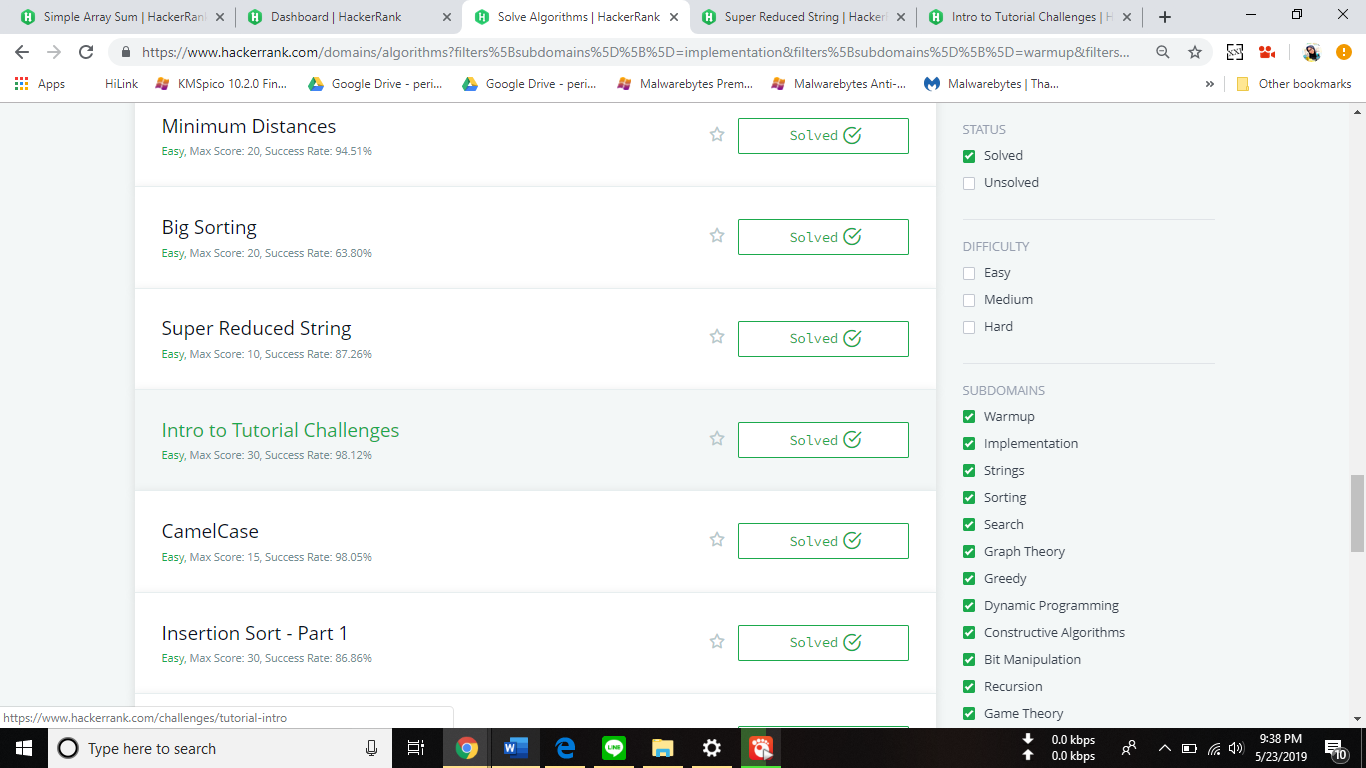 Simple Array Sum | HackerRank
Dashboard | HackerRank
Solve Algorithms | HackerRank
Super Reduced String | Hacker
Intro to Tutorial Challenges | H
https://www.hackerrank.com/domains/algorithms?filters%5Bsubdomains%5D%5B%5D=implementation&filters%5Bsubdomains%5D%5B%5D=warmup&filters...
Apps
HiLink
KMSpico 10.2.0 Fin...
Google Drive - peri...
Google Drive - peri...
Malwarebytes Prem...
Malwarebytes Anti-...
Malwarebytes | Tha...
»
Other bookmarks
Minimum Distances
Easy, Max Score: 20, Success Rate: 94.51%
Solved
Big Sorting
Easy, Max Score: 20, Success Rate: 63.80%
Solved
Super Reduced String
Easy, Max Score: 10, Success Rate: 87.26%
Solved
Intro to Tutorial Challenges
Easy, Max Score: 30, Success Rate: 98.12%
Solved
CamelCase
Easy, Max Score: 15, Success Rate: 98.05%
Solved
Insertion Sort - Part 1
Easy, Max Score: 30, Success Rate: 86.86%
Solved
STATUS
Solved
Unsolved
DIFFICULTY
Easy
Medium
Hard
SUBDOMAINS
Warmup
Implementation
Strings
Sorting
Search
Graph Theory
Greedy
Dynamic Programming
Constructive Algorithms
Bit Manipulation
Recursion
Game Theory
https://www.hackerrank.com/challenges/tutorial-intro
Type here to search
LINE
0.0 kbps
0.0 kbps
9:38 PM
5/23/2019
10